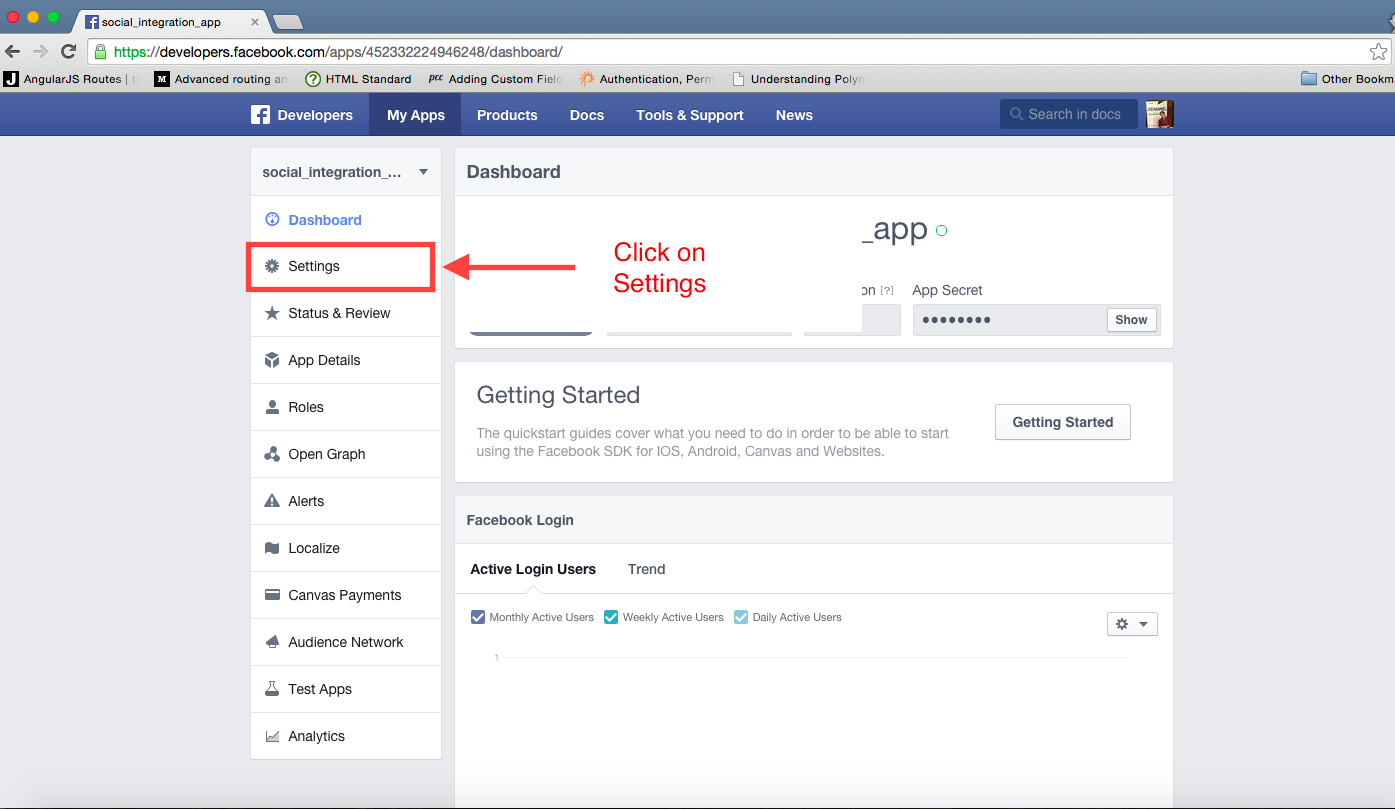 social_integration_app
https://developers.facebook.com/apps/452332224946248/dashboard/
AngularJS Routes |
Advanced routing an
HTML Standard
pcc Adding Custom Field
Authentication, Perm
Understanding Polyn
Other Bookm
Developers
My Apps
Products
Docs
Tools & Support
News
Search in docs
social_integration_...
Dashboard
Settings
Status & Review
App Details
Roles
Open Graph
Alerts
Localize
Canvas Payments
Audience Network
Test Apps
Analytics
Dashboard
_app
Click on
Settings
on [?]
App Secret
●●●●●●●●
Show
Getting Started
The quickstart guides cover what you need to do in order to be able to start
using the Facebook SDK for IOS, Android, Canvas and Websites.
Getting Started
Facebook Login
Active Login Users
Trend
Monthly Active Users
Weekly Active Users
Daily Active Users
1